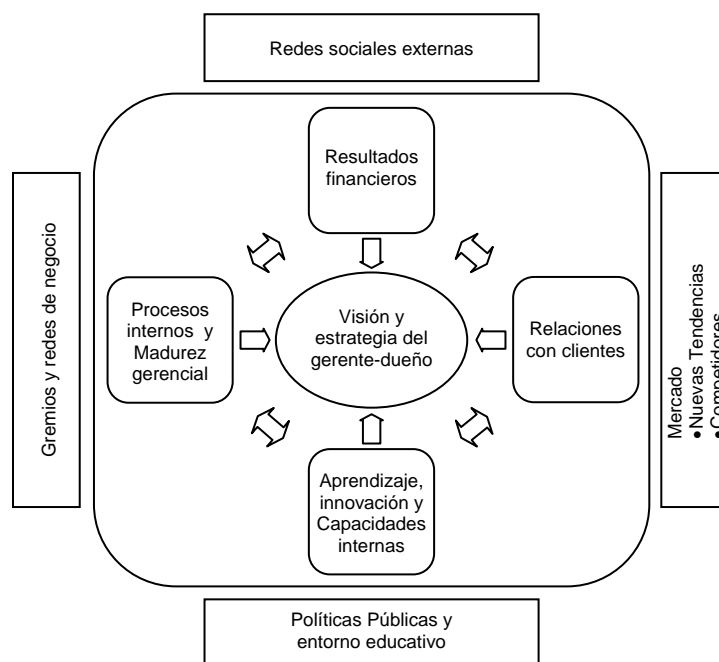 Redes sociales externas
Resultados
financieros
Gremios y redes de negocio
Procesos
internos y
Madurez
gerencial
Visión y
estrategia del
gerente-dueño
Relaciones
con clientes
Mercado
•Nuevas Tendencias
•Competidores
Aprendizaje,
innovación y
Capacidades
internas
Políticas Públicas y
entorno educativo